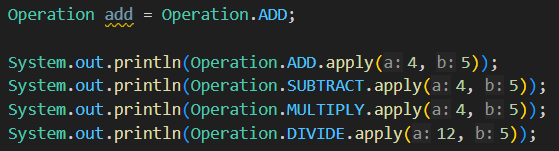 Operation add = Operation.ADD;
System.out.println(Operation.ADD.apply(a: 4, b: 5));
System.out.println(Operation.SUBTRACT.apply(a: 4, b: 5));
System.out.println(Operation.MULTIPLY.apply(a: 4, b: 5));
System.out.println(Operation.DIVIDE.apply(a: 12, b: 5));